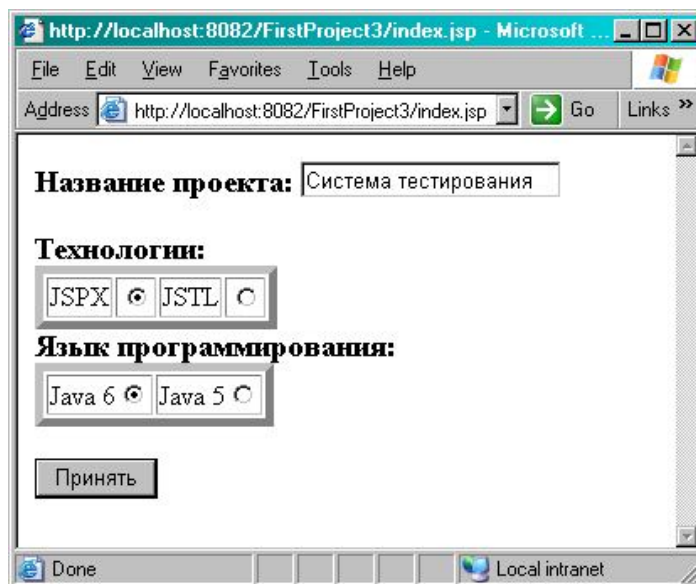 http://localhost:8082/FirstProject3/index.jsp - Microsoft ...
File Edit View Favorites Tools Help
Address http://localhost:8082/FirstProject3/index.jsp Go Links »
Название проекта: Система тестирования
Технологии:
JSPX JSTL
Язык программирования:
Java 6 Java 5
Принять
Done Local intranet